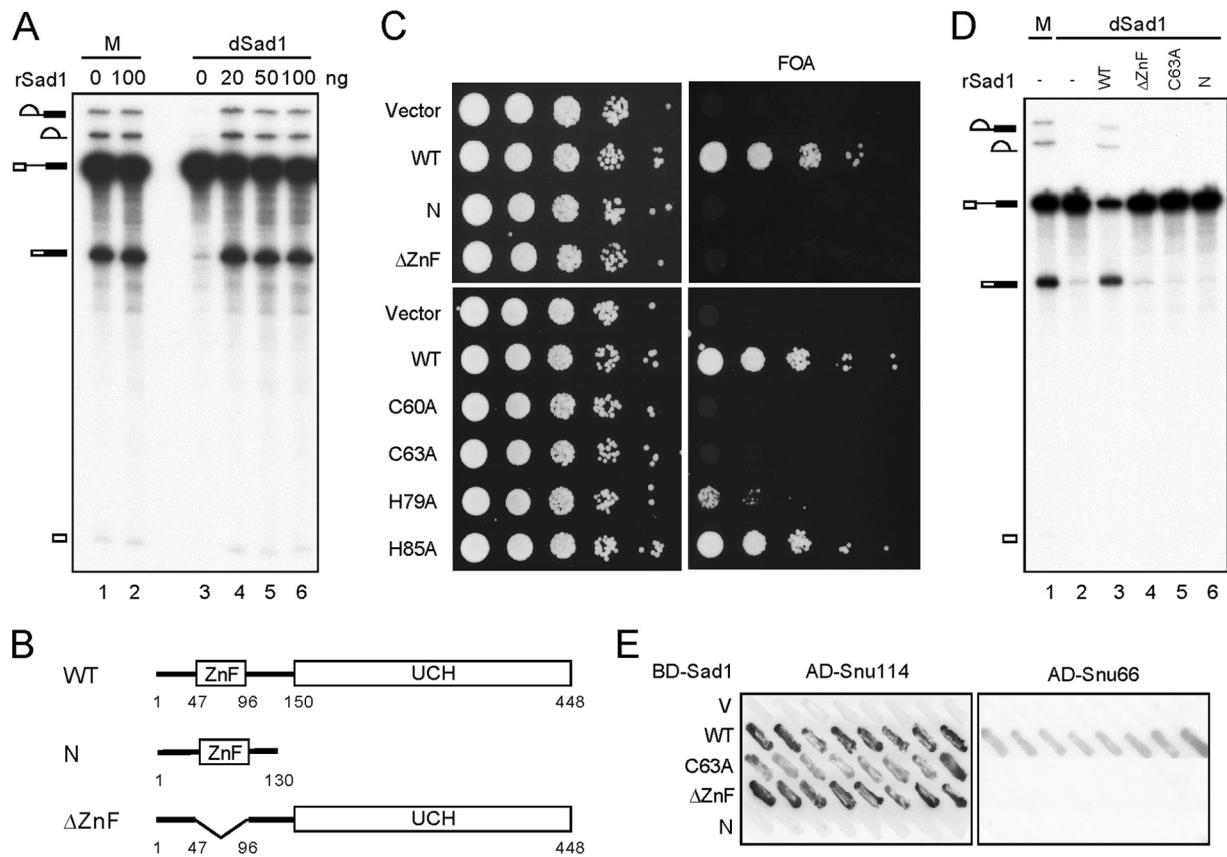 A
M dSad1
rSad1 0 100 0 20 50 100 ng
1 2 3 4 5 6
B
WT ZnF UCH
1 47 96 150 448
N ZnF
1 130
ΔZnF UCH
1 47 96 448
C
FOA
Vector
WT
N
ΔZnF
Vector
WT
C60A
C63A
H79A
H85A
D
M dSad1
rSad1 - - WT ΔZnF C63A N
1 2 3 4 5 6
E
BD-Sad1 AD-Snu114 AD-Snu66
V
WT
C63A
ΔZnF
N